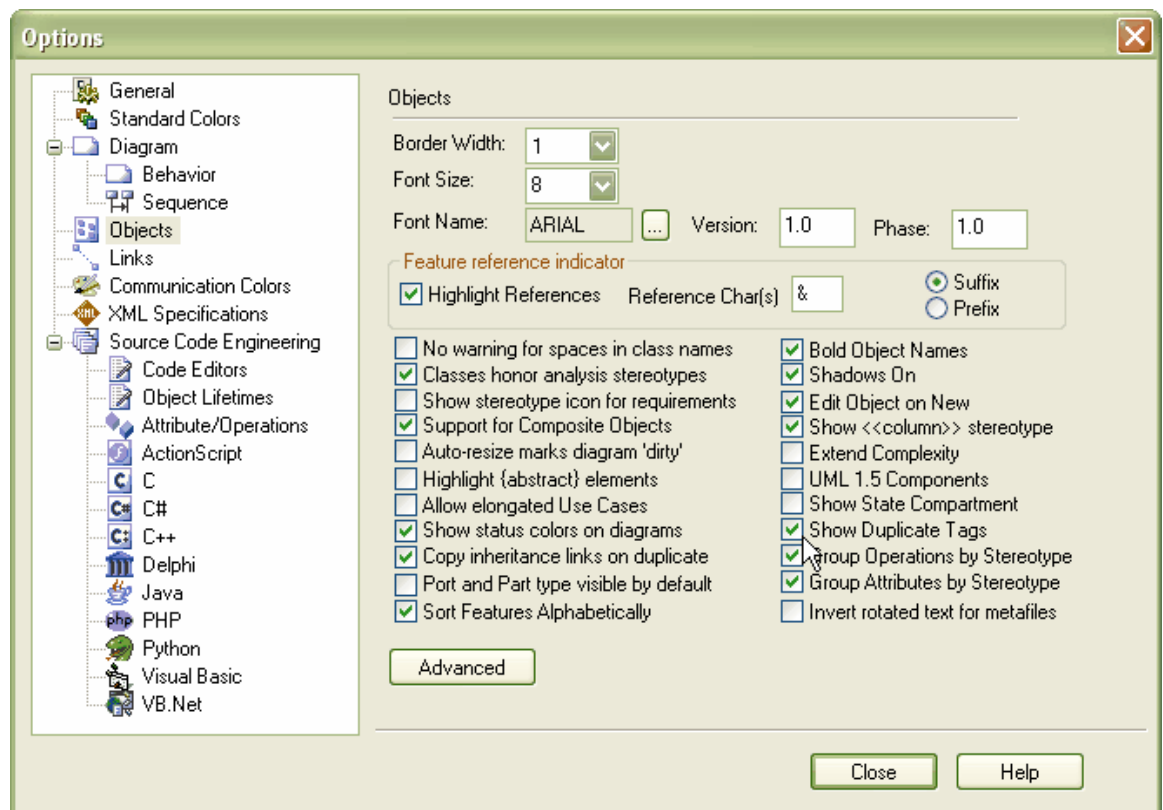 Options
General
Standard Colors
Diagram
Behavior
Sequence
Objects
Links
Communication Colors
XML Specifications
Source Code Engineering
Code Editors
Object Lifetimes
Attribute/Operations
ActionScript
C
C#
C++
Delphi
Java
PHP
Python
Visual Basic
VB.Net
Objects
Border Width: 1
Font Size: 8
Font Name: ARIAL ... Version: 1.0 Phase: 1.0
Feature reference indicator
Highlight References Reference Char(s) & Suffix
Prefix
No warning for spaces in class names
Classes honor analysis stereotypes
Show stereotype icon for requirements
Support for Composite Objects
Auto-resize marks diagram 'dirty'
Highlight {abstract} elements
Allow elongated Use Cases
Show status colors on diagrams
Copy inheritance links on duplicate
Port and Part type visible by default
Sort Features Alphabetically
Bold Object Names
Shadows On
Edit Object on New
Show <<column>> stereotype
Extend Complexity
UML 1.5 Components
Show State Compartment
Show Duplicate Tags
Group Operations by Stereotype
Group Attributes by Stereotype
Invert rotated text for metafiles
Advanced
Close Help